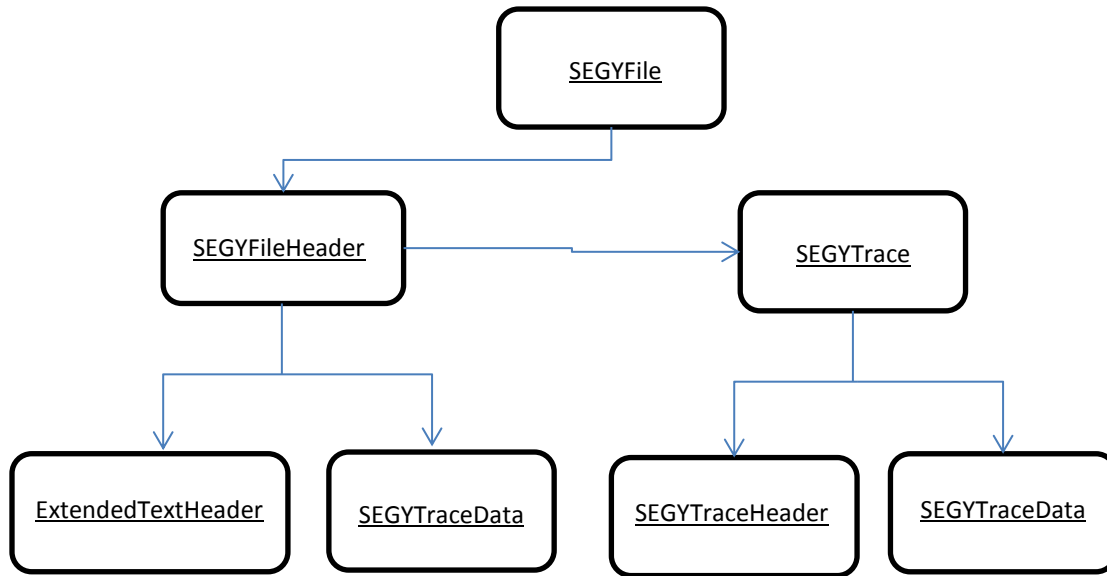 SEGYFile
SEGYFileHeader
SEGYTrace
ExtendedTextHeader
SEGYTraceData
SEGYTraceHeader
SEGYTraceData